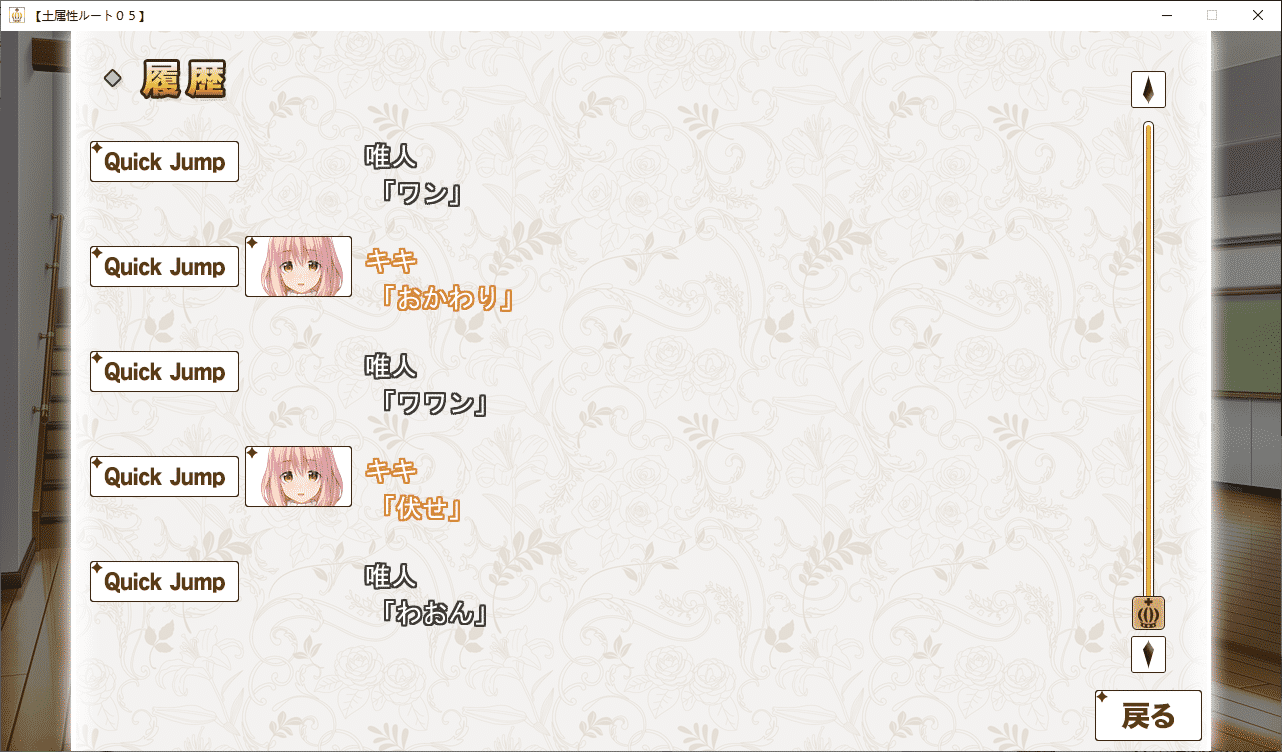 【土属性ルート０５】
履歴
Quick Jump
唯人
「ワン」
Quick Jump
キキ
「おかわり」
Quick Jump
唯人
「ワワン」
Quick Jump
キキ
「伏せ」
Quick Jump
唯人
「わおん」
戻る